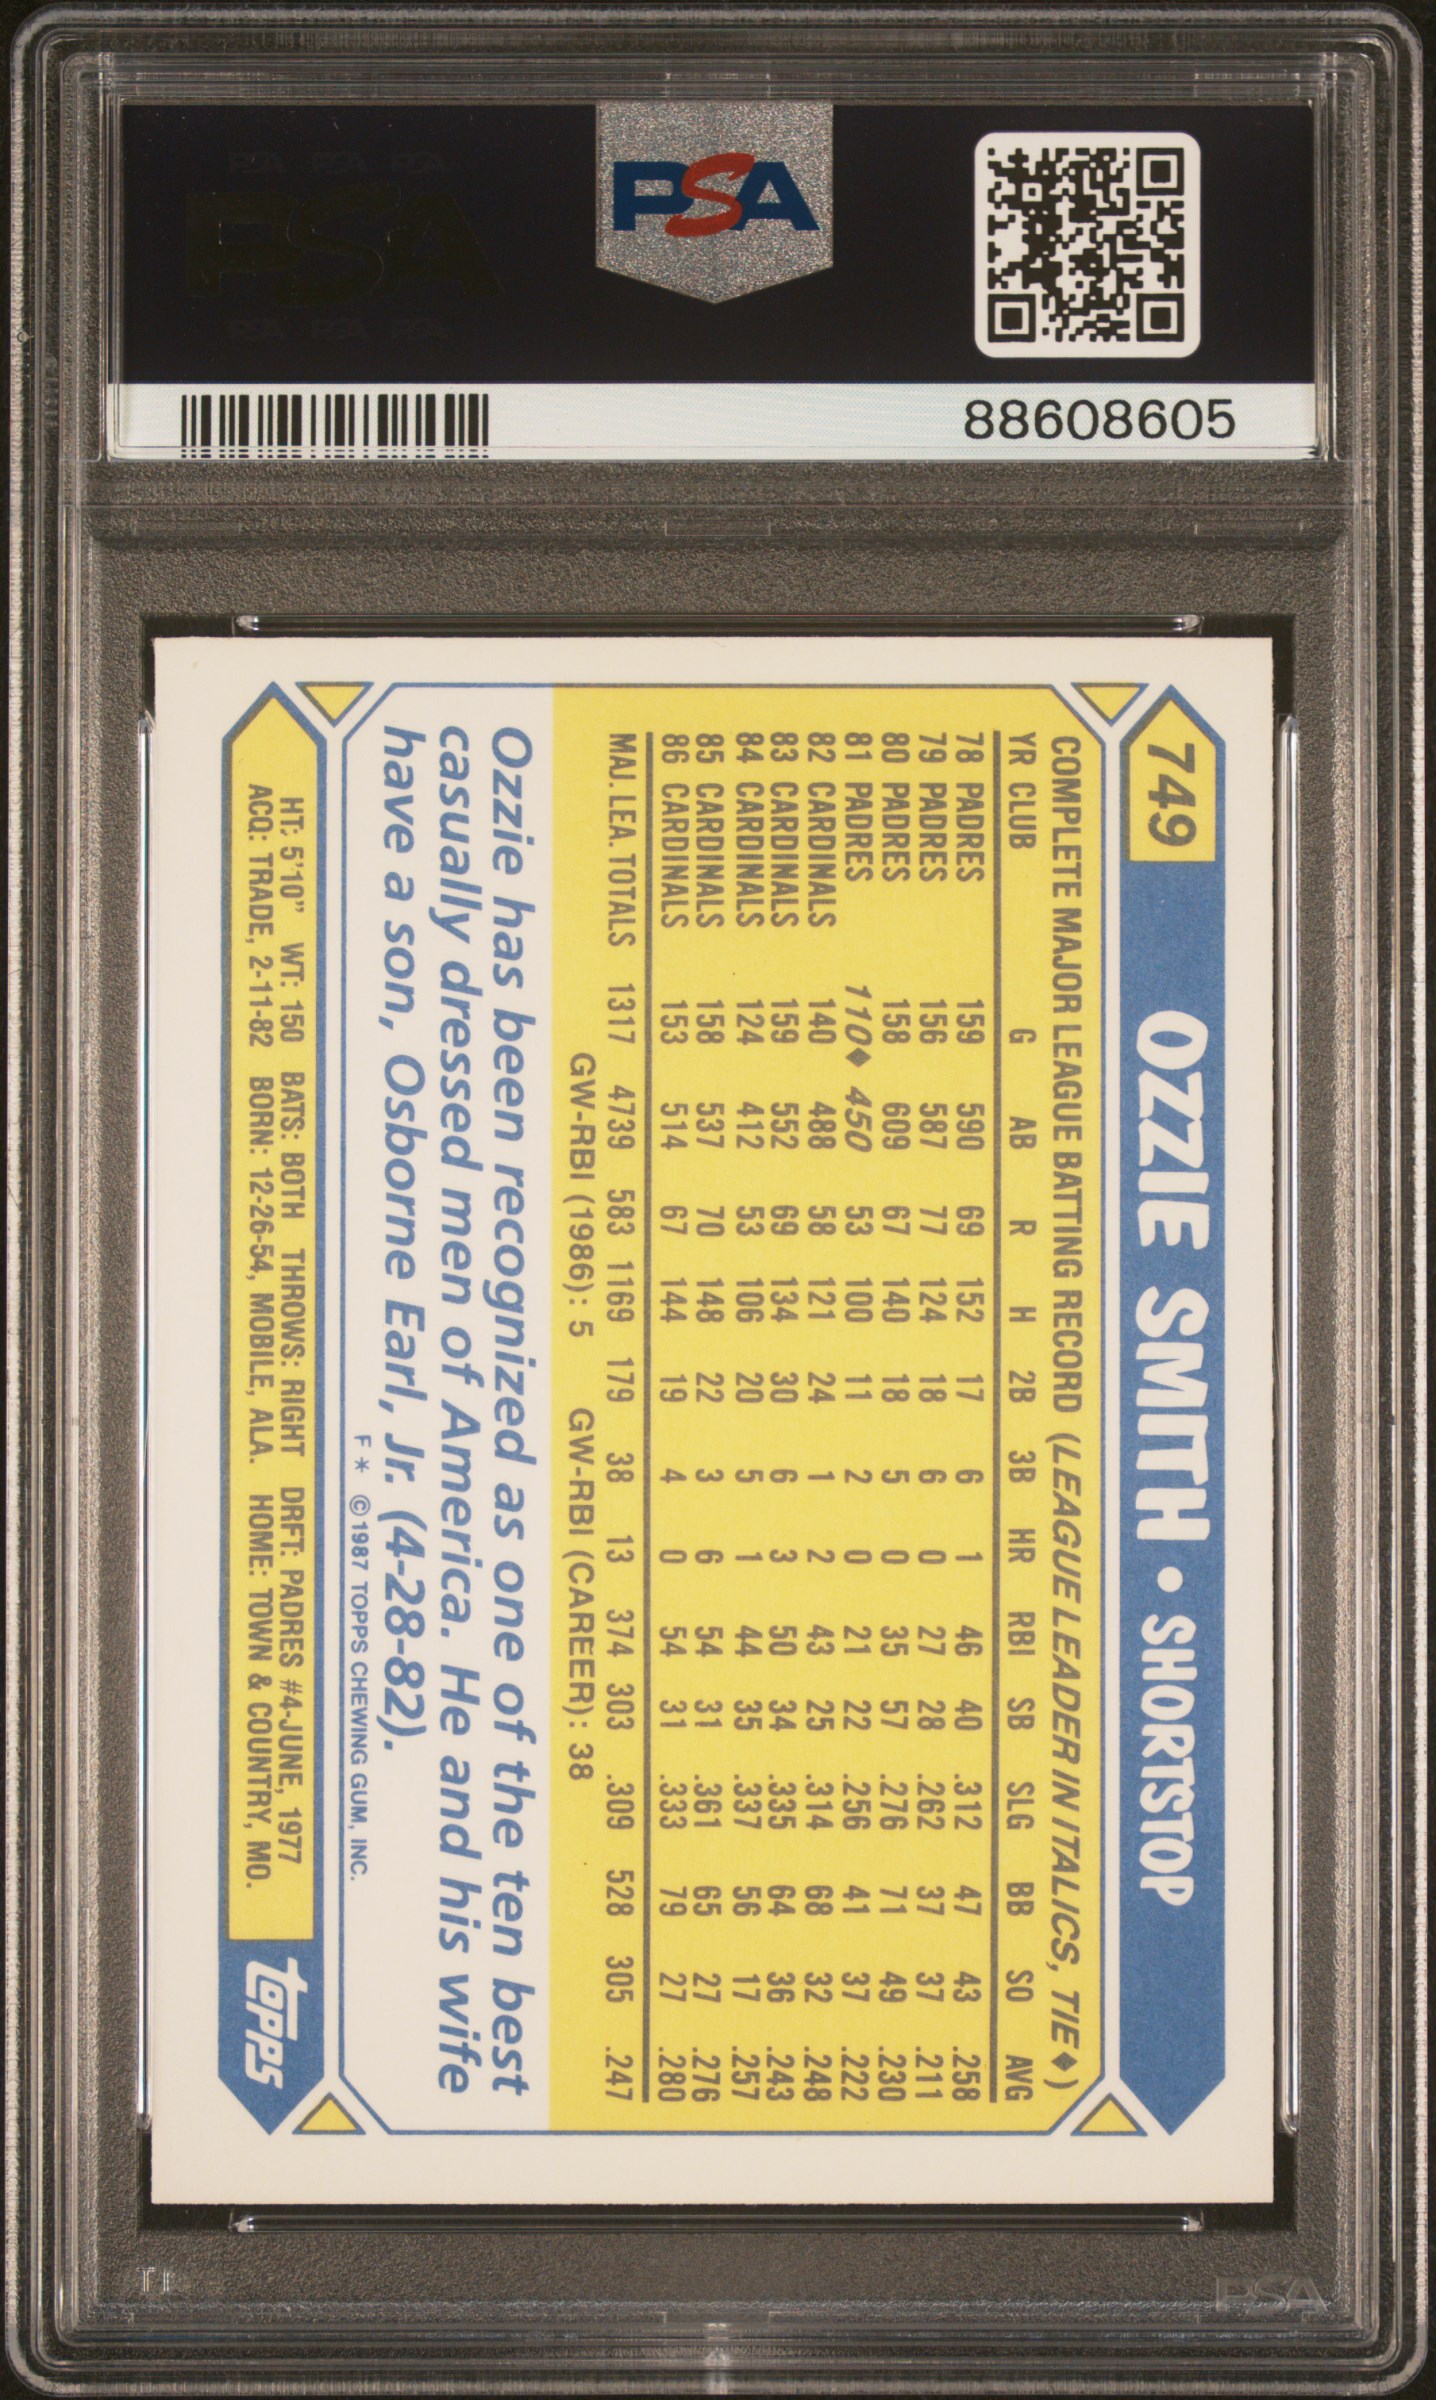 PSA
88608605
749 OZZIE SMITH • SHORTSTOP
COMPLETE MAJOR LEAGUE BATTING RECORD (LEAGUE LEADER IN ITALICS, TIE◆)
YR CLUB G AB R H 2B 3B HR RBI SB SLG BB SO AVG
78 PADRES 159 590 69 152 17 6 1 46 40 .312 47 43 .258
79 PADRES 156 587 77 124 18 6 0 27 28 .262 37 37 .211
80 PADRES 158 609 67 140 18 5 0 35 57 .276 71 49 .230
81 PADRES 110◆ 450 53 100 11 2 0 21 22 .256 41 37 .222
82 CARDINALS 140 488 58 121 24 1 2 43 25 .314 68 32 .248
83 CARDINALS 159 552 69 134 30 6 3 50 34 .335 64 36 .243
84 CARDINALS 124 412 53 106 20 5 1 44 35 .337 56 17 .257
85 CARDINALS 158 537 70 148 22 3 6 54 31 .361 65 27 .276
86 CARDINALS 153 514 67 144 19 4 0 54 31 .333 79 27 .280
MAJ. LEA. TOTALS 1317 4739 583 1169 179 38 13 374 303 .309 528 305 .247
GW-RBI (1986): 5 GW-RBI (CAREER): 38
Ozzie has been recognized as one of the ten best
casually dressed men of America. He and his wife
have a son, Osborne Earl, Jr. (4-28-82).
F * ©1987 TOPPS CHEWING GUM, INC.
HT: 5'10" WT: 150 BATS: BOTH THROWS: RIGHT DRFT: PADRES #4-JUNE, 1977
ACQ: TRADE, 2-11-82 BORN: 12-26-54, MOBILE, ALA. HOME: TOWN & COUNTRY, MO.
topps
PSA